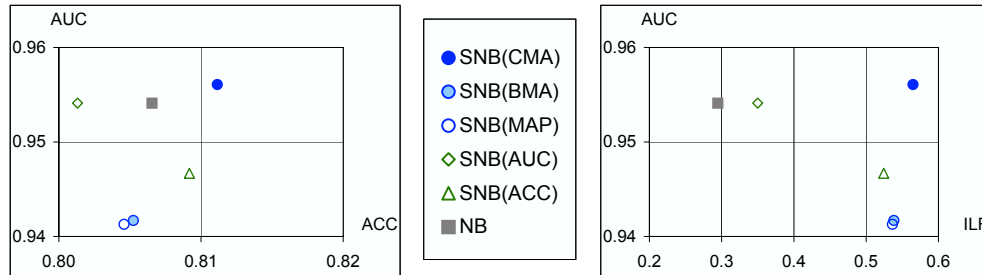 AUC
0.96
0.95
0.94
ACC
0.80
0.81
0.82
SNB(CMA)
SNB(BMA)
SNB(MAP)
SNB(AUC)
SNB(ACC)
NB
AUC
0.96
0.95
0.94
0.2
0.3
0.4
0.5
0.6